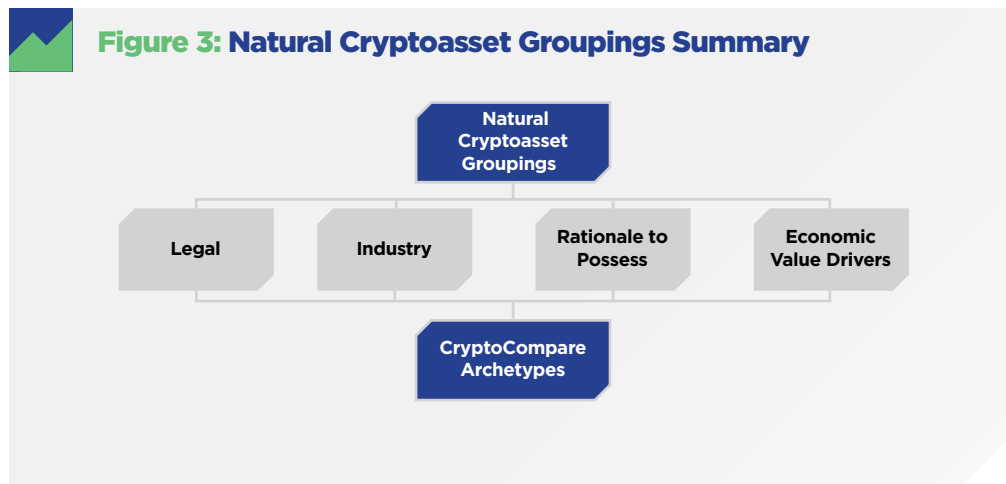 Figure 3: Natural Cryptoasset Groupings Summary
Natural
Cryptoasset
Groupings
Legal
Industry
Rationale to
Possess
Economic
Value Drivers
CryptoCompare
Archetypes